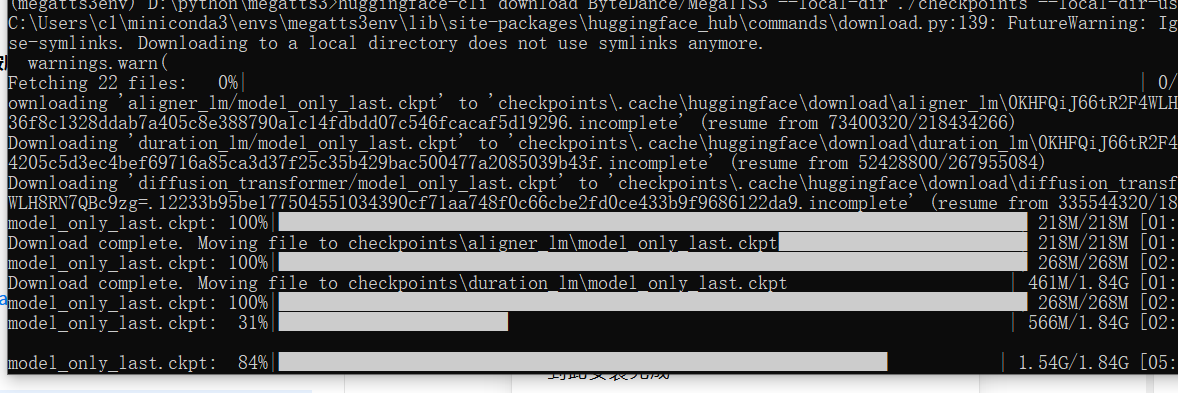 (megatts3env) D:\python\megatts3>huggingface-cli download ByteDance/MegaTTS3 --local-dir ./checkpoints --local-dir-us
C:\Users\cl\miniconda3\envs\megatts3env\lib\site-packages\huggingface_hub\commands\download.py:139: FutureWarning: Ig
se-symlinks. Downloading to a local directory does not use symlinks anymore.
warnings.warn(
Fetching 22 files:   0%| | 0/
ownloading 'aligner_lm/model_only_last.ckpt' to 'checkpoints\.cache\huggingface\download\aligner_lm\OKHFQiJ66tR2F4WLH
36f8c1328ddab7a405c8e388790a1c14fdbdd07c546fcacaf5d19296.incomplete' (resume from 73400320/218434266)
Downloading 'duration_lm/model_only_last.ckpt' to 'checkpoints\.cache\huggingface\download\duration_lm\OKHFQiJ66tR2F4
4205c5d3ec4bef69716a85ca3d37f25c35b429bac500477a2085039b43f.incomplete' (resume from 52428800/267955084)
Downloading 'diffusion_transformer/model_only_last.ckpt' to 'checkpoints\.cache\huggingface\download\diffusion_transf
WLH8RN7QBc9zg=.12233b95be177504551034390cf71aa748f0c66cbe2fd0ce433b9f9686122da9.incomplete' (resume from 335544320/18
model_only_last.ckpt: 100%| 218M/218M [01:
Download complete. Moving file to checkpoints\aligner_lm\model_only_last.ckpt 218M/218M [01:
model_only_last.ckpt: 100%| 268M/268M [02:
Download complete. Moving file to checkpoints\duration_lm\model_only_last.ckpt | 461M/1.84G [01:
model_only_last.ckpt: 100%| 268M/268M [02:
model_only_last.ckpt:  31%| | 566M/1.84G [02:
model_only_last.ckpt:  84%| | 1.54G/1.84G [05:
到此安装完成